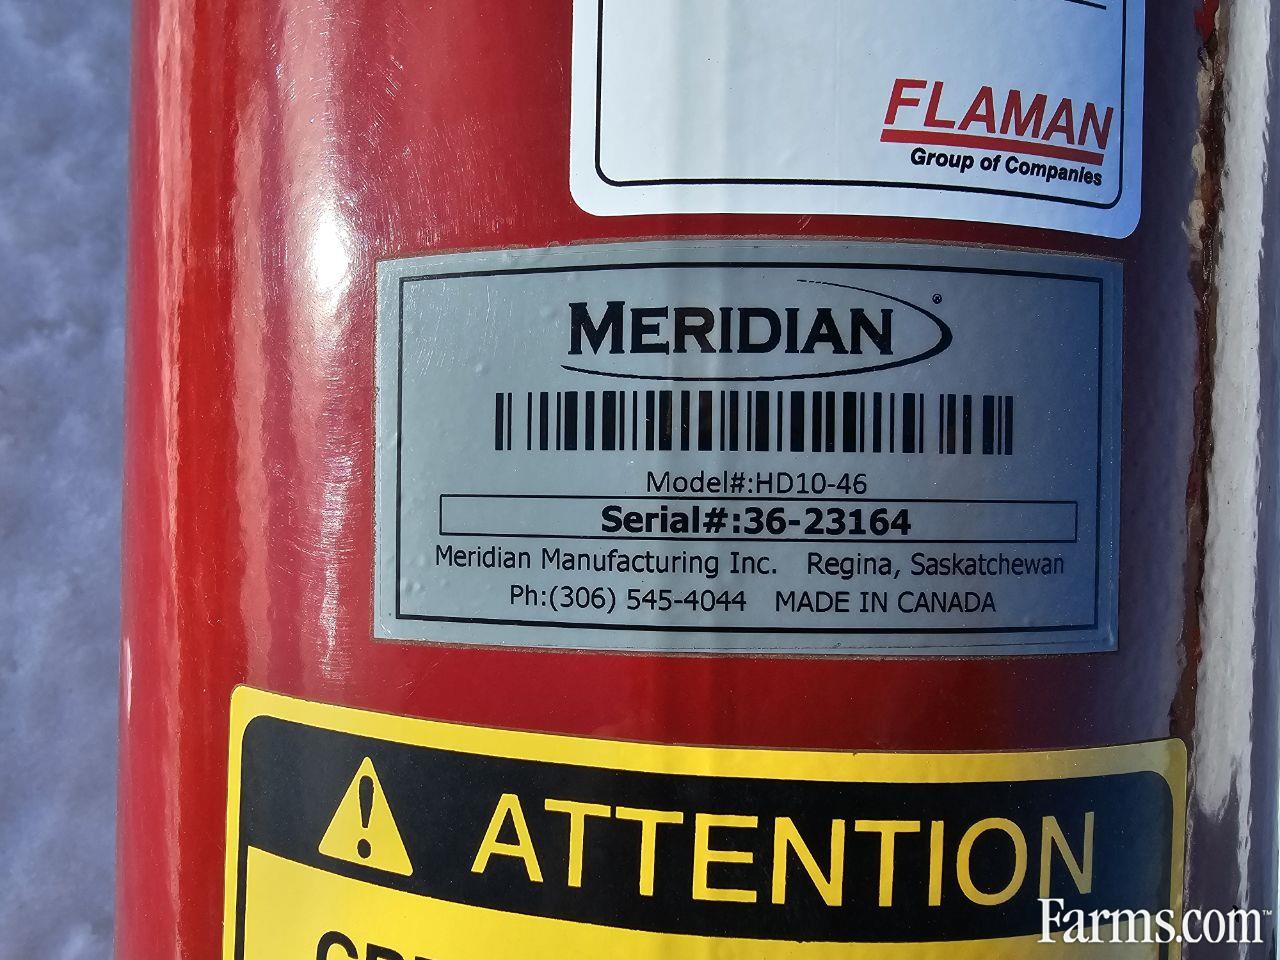 FLAMAN
Group of Companies
MERIDIAN®
Model#:HD10-46
Serial#:36-23164
Meridian Manufacturing Inc. Regina, Saskatchewan
Ph:(306) 545-4044 MADE IN CANADA
ATTENTION
Farms.com™